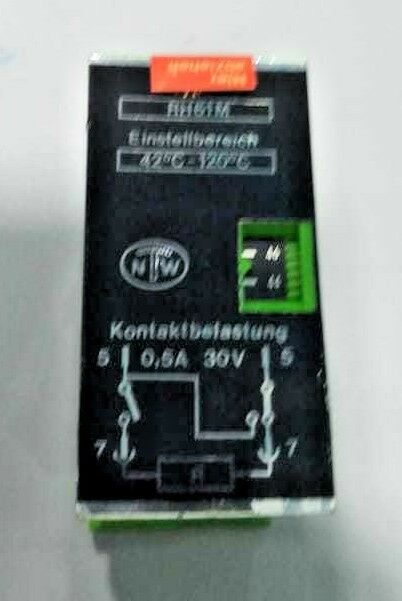 RH61M
Einstellbereich
42°C - 120°C
NTW
Kontaktbelastung
5 0,5A 30V 5
7 7
R